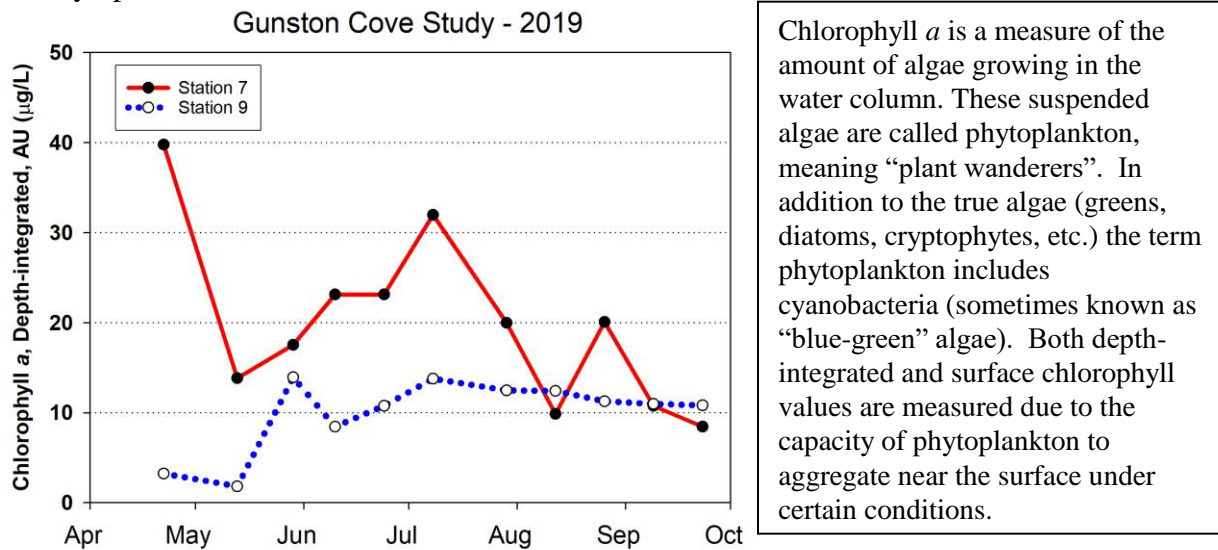 Gunston Cove Study - 2019
Chlorophyll a, Depth-integrated, AU (μg/L)
50
40
30
20
10
0
Station 7
Station 9
Apr May Jun Jul Aug Sep Oct
Chlorophyll a is a measure of the
amount of algae growing in the
water column. These suspended
algae are called phytoplankton,
meaning “plant wanderers”.  In
addition to the true algae (greens,
diatoms, cryptophytes, etc.) the term
phytoplankton includes
cyanobacteria (sometimes known as
“blue-green” algae).  Both depth-
integrated and surface chlorophyll
values are measured due to the
capacity of phytoplankton to
aggregate near the surface under
certain conditions.